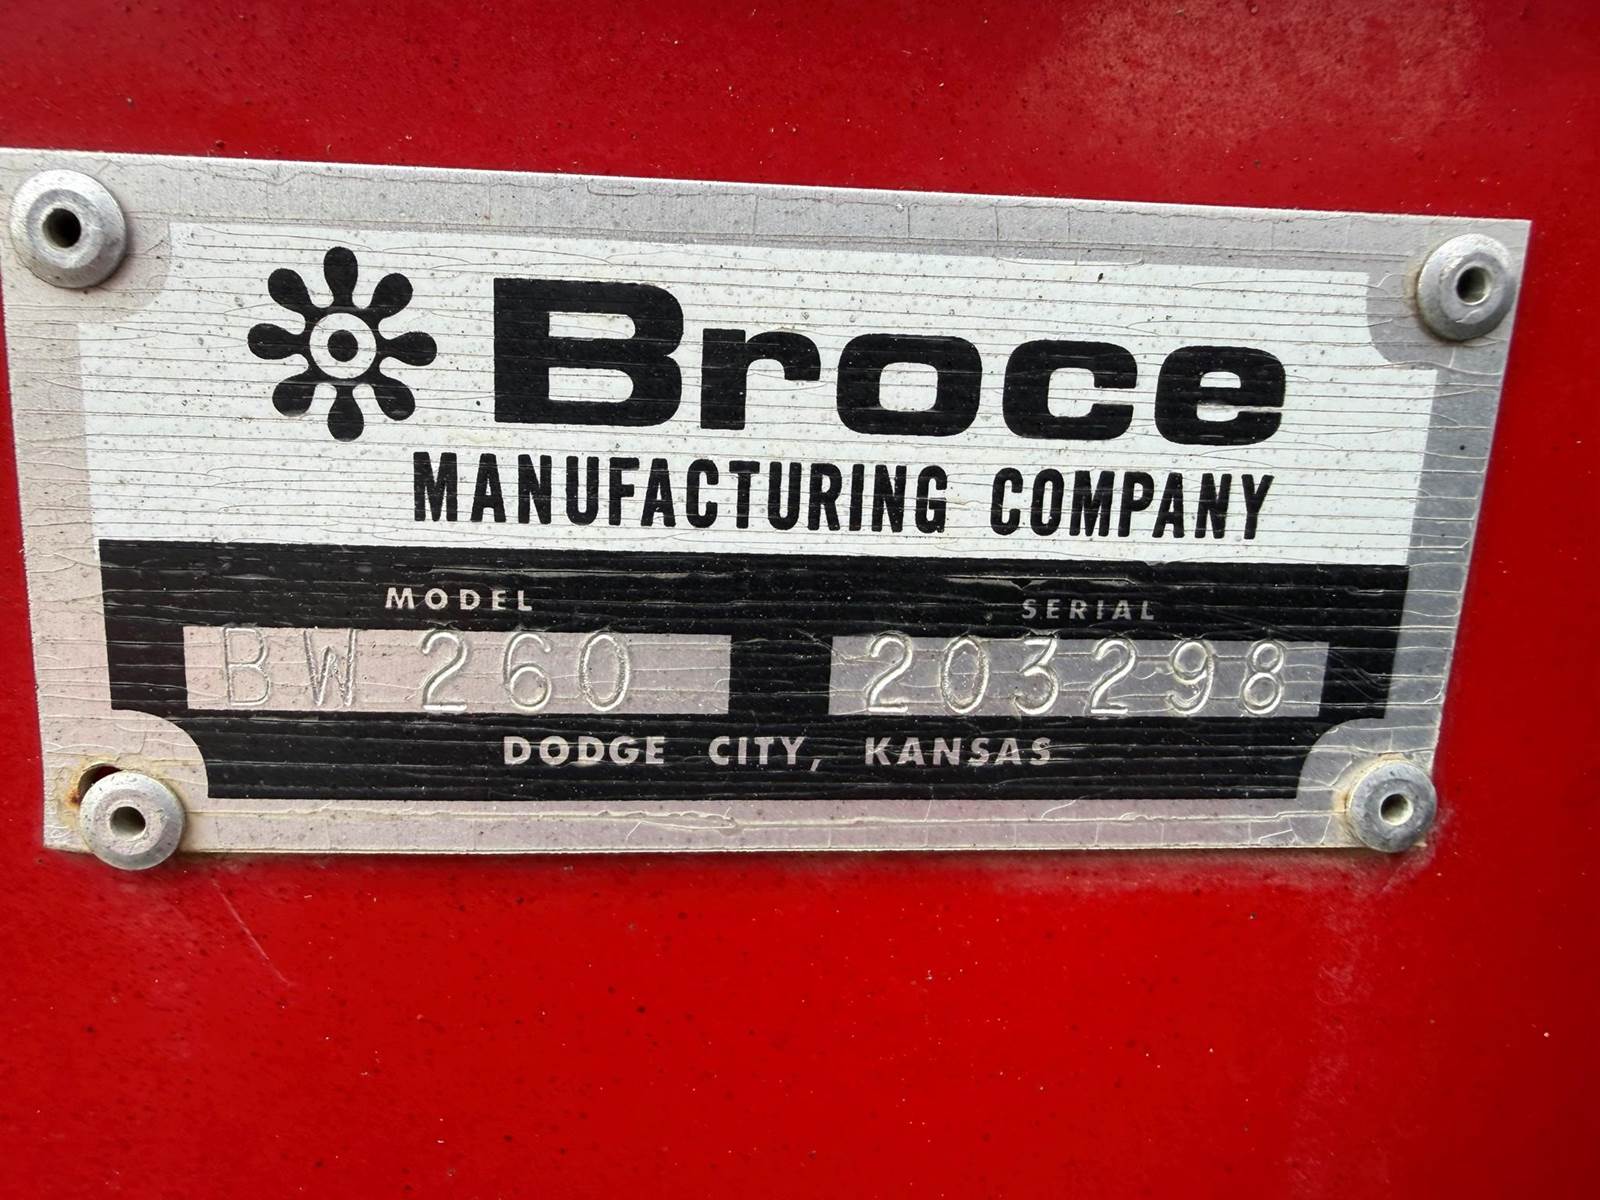 Broce
MANUFACTURING COMPANY
MODEL SERIAL
BW 260 203298
DODGE CITY, KANSAS